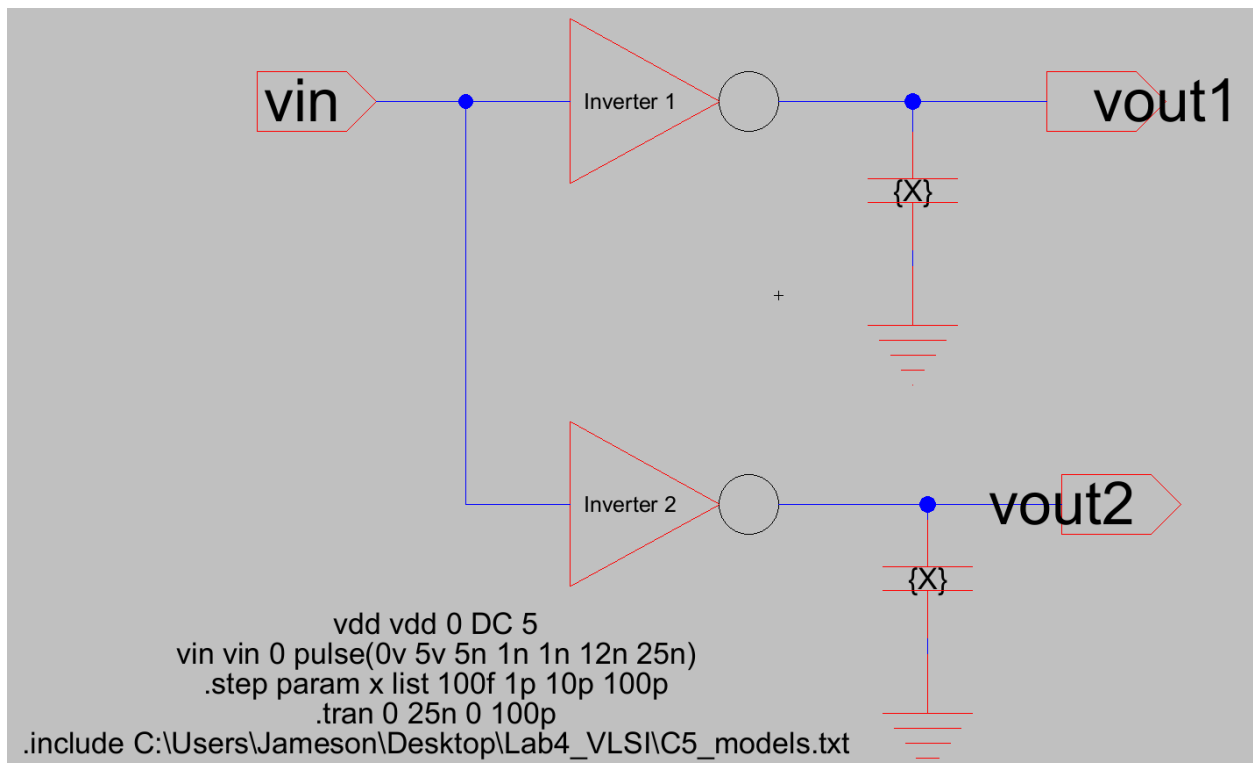 vin
Inverter 1
vout1
{X}
Inverter 2
vout2
{X}
vdd vdd 0 DC 5
vin vin 0 pulse(0v 5v 5n 1n 1n 12n 25n)
.step param x list 100f 1p 10p 100p
.tran 0 25n 0 100p
.include C:\Users\Jameson\Desktop\Lab4_VLSI\C5_models.txt